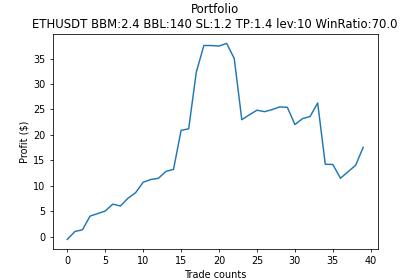 Portfolio
ETHUSDT BBM:2.4 BBL:140 SL:1.2 TP:1.4 lev:10 WinRatio:70.0
35
30
25
20
15
10
5
0
Profit ($)
0 5 10 15 20 25 30 35 40
Trade counts